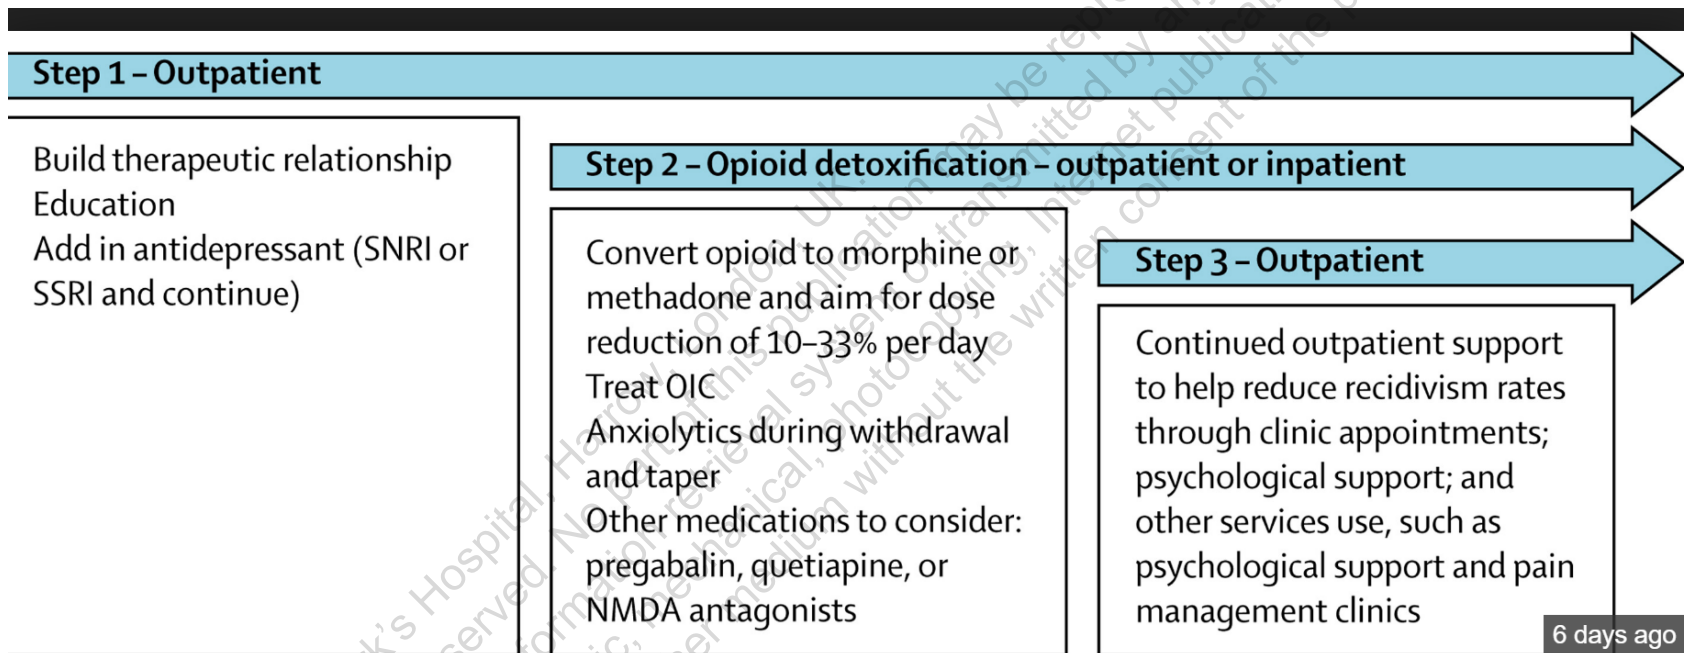 Step 1 – Outpatient
Build therapeutic relationship
Education
Add in antidepressant (SNRI or
SSRI and continue)
Step 2 – Opioid detoxification – outpatient or inpatient
Convert opioid to morphine or
methadone and aim for dose
reduction of 10–33% per day
Treat OIC
Anxiolytics during withdrawal
and taper
Other medications to consider:
pregabalin, quetiapine, or
NMDA antagonists
Step 3 – Outpatient
Continued outpatient support
to help reduce recidivism rates
through clinic appointments;
psychological support; and
other services use, such as
psychological support and pain
management clinics
6 days ago